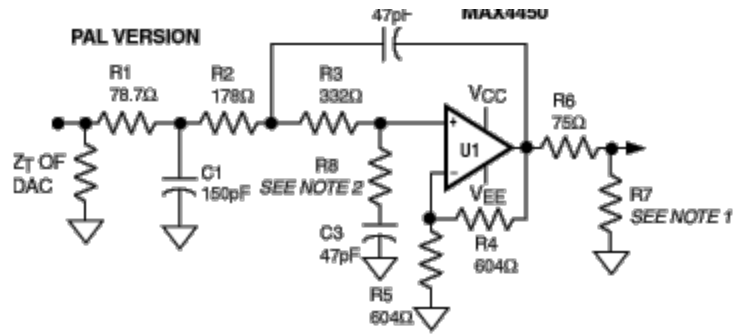 47pF
MAX4450
PAL VERSION
R1
78.7Ω
R2
178Ω
R3
332Ω
VCC
R6
75Ω
+
U1
-
ZT OF
DAC
C1
150pF
R8
SEE NOTE 2
VEE
R7
SEE NOTE 1
C3
47pF
R4
604Ω
R5
604Ω